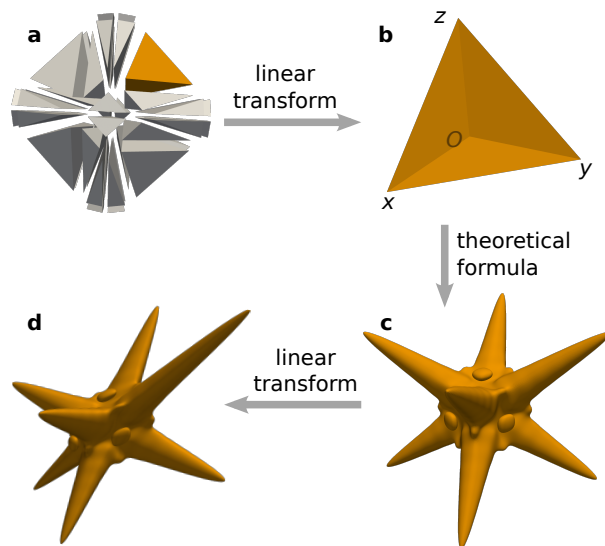 a
linear
transform
b
z
O
y
x
theoretical
formula
d
linear
transform
c